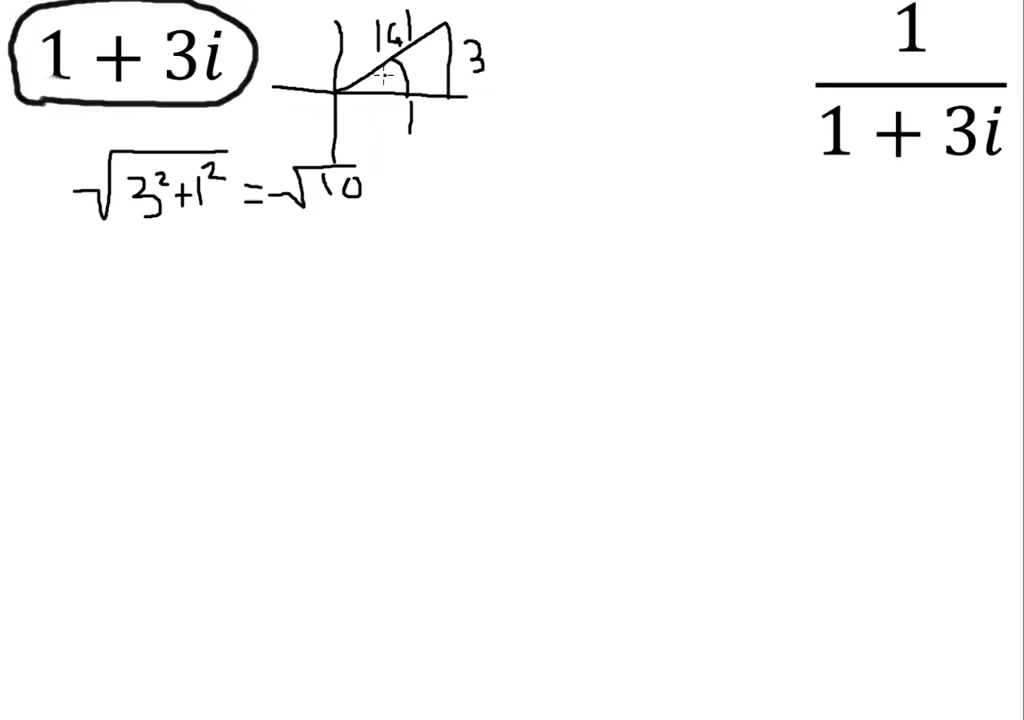 1 + 3i
|G|
3
1
√3²+1² = √10
1
1 + 3i